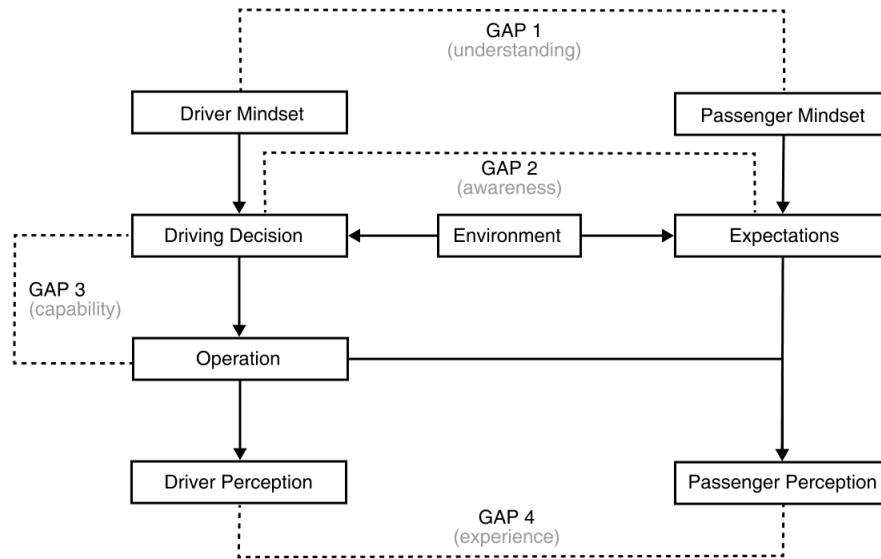 GAP 1
(understanding)
Driver Mindset
Passenger Mindset
GAP 2
(awareness)
Driving Decision
Environment
Expectations
GAP 3
(capability)
Operation
Driver Perception
Passenger Perception
GAP 4
(experience)